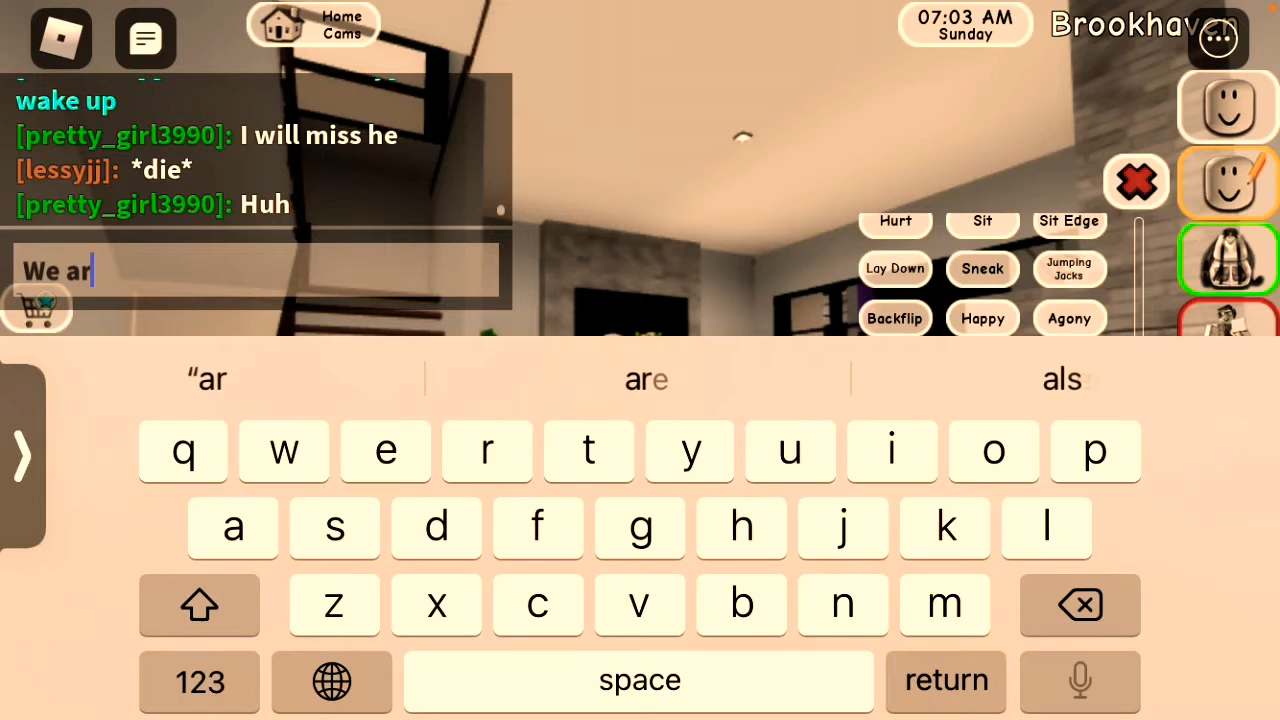 Home
Cams
07:03 AM
Sunday
Brookhaven
wake up
[pretty_girl3990]: I will miss he
[lessyjj]: *die*
[pretty_girl3990]: Huh
We ar
Hurt Sit Sit Edge
Lay Down Sneak Jumping Jacks
Backflip Happy Agony
“ar are als
q w e r t y u i o p
a s d f g h j k l
z x c v b n m
123 space return